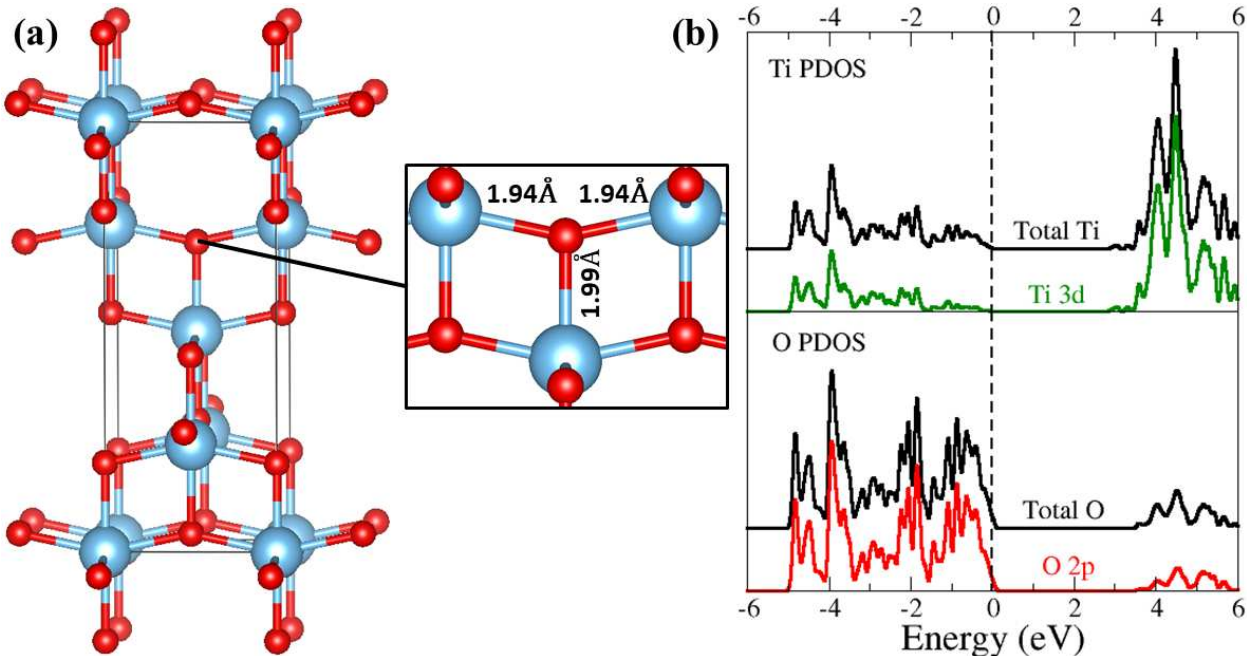 (a)
1.94Å 1.94Å
1.99Å
(b)
-6 -4 -2 0 2 4 6
Ti PDOS
Total Ti
Ti 3d
O PDOS
Total O
O 2p
-6 -4 -2 0 2 4 6
Energy (eV)